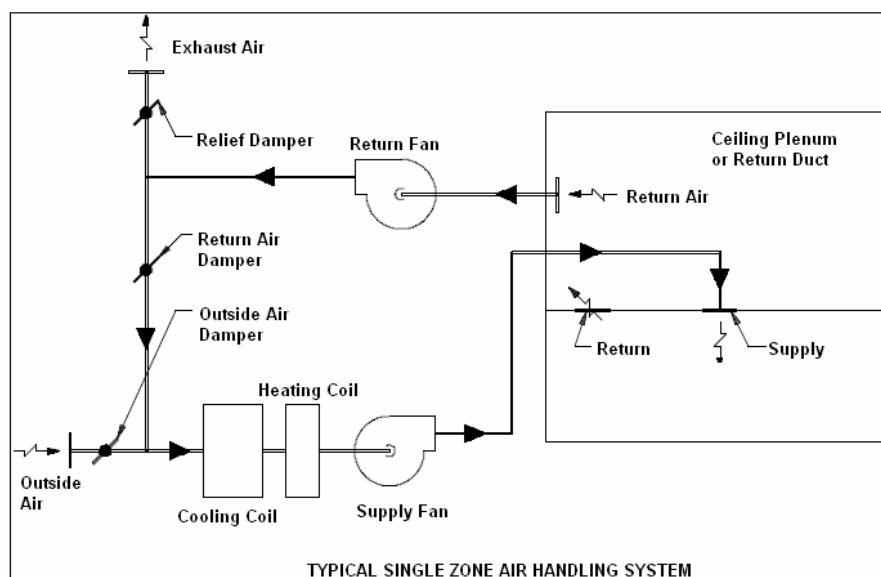 Exhaust Air
Relief Damper
Return Fan
Ceiling Plenum
or Return Duct
Return Air
Return Air
Damper
Outside Air
Damper
Return
Supply
Heating Coil
Outside
Air
Cooling Coil
Supply Fan
TYPICAL SINGLE ZONE AIR HANDLING SYSTEM